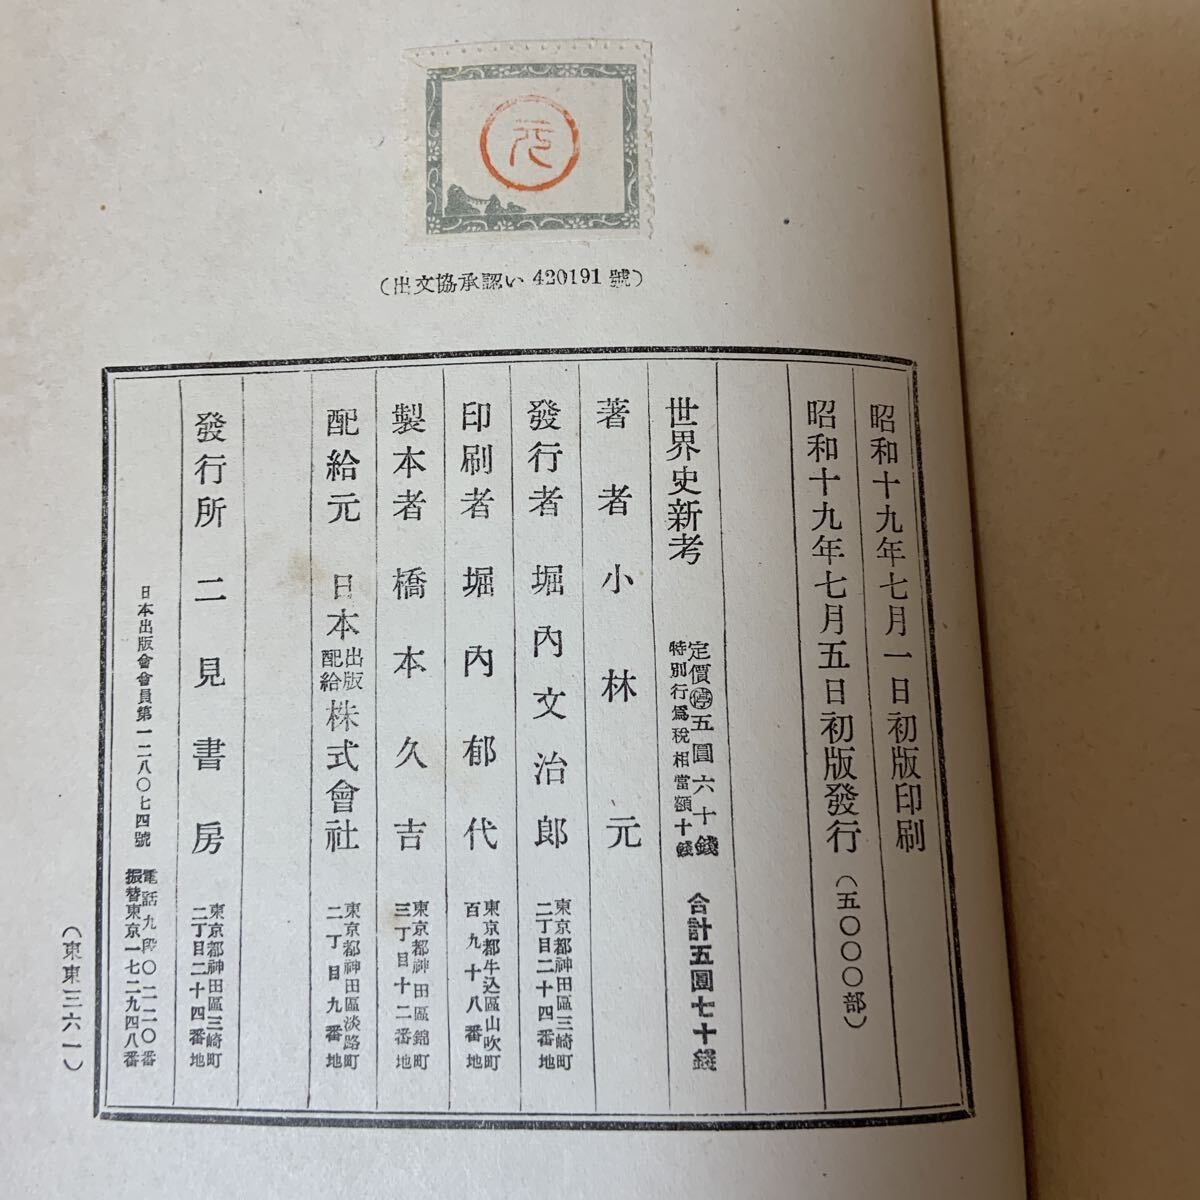 元
(出文協承認い 420191 號)
昭和十九年七月一日初版印刷
昭和十九年七月五日初版發行(五〇〇〇部)
世界史新考
定價㊡五圓六十錢
特別行爲稅相當額十錢
合計五圓七十錢
著者小林元
發行者堀內文治郎
東京都神田區三崎町
二丁目二十四番地
印刷者堀內郁代
東京都牛込區山吹町
百九十八番地
製本者橋本久吉
東京都神田區錦町
三丁目十二番地
配給元日本出版配給株式會社
東京都神田區淡路町
二丁目九番地
發行所二見書房
東京都神田區三崎町
二丁目二十四番地
日本出版會會員第一二八〇七四號
電話九段〇二二〇番
振替東京一七二九四八番
(東東三六一)